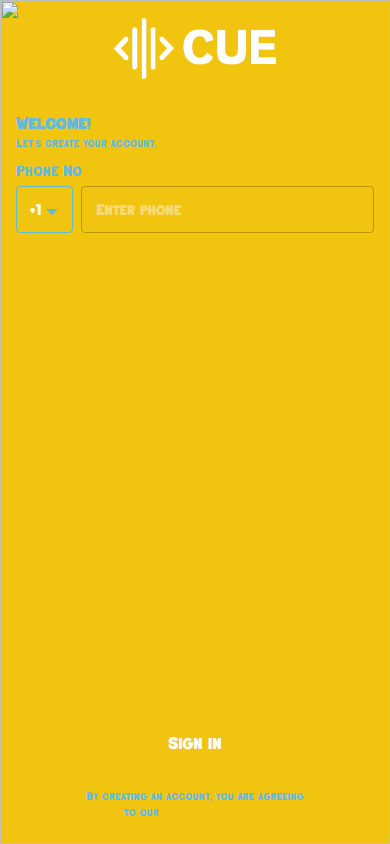 CUE
Welcome!
Let's create your account
Phone No
+1
Enter phone
Sign in
By creating an account, you are agreeing
to our